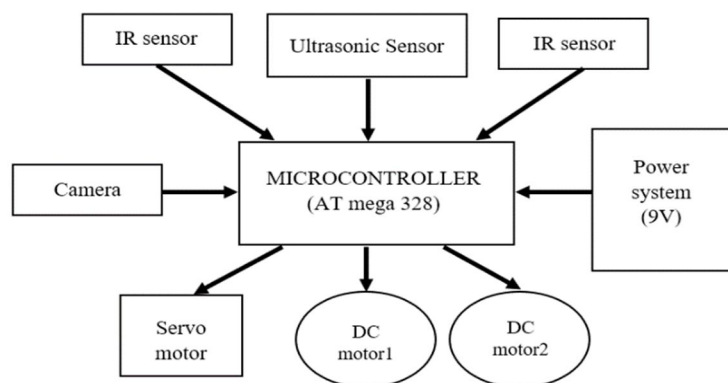 IR sensor
Ultrasonic Sensor
IR sensor
Camera
MICROCONTROLLER
(AT mega 328)
Power
system
(9V)
Servo
motor
DC
motor1
DC
motor2